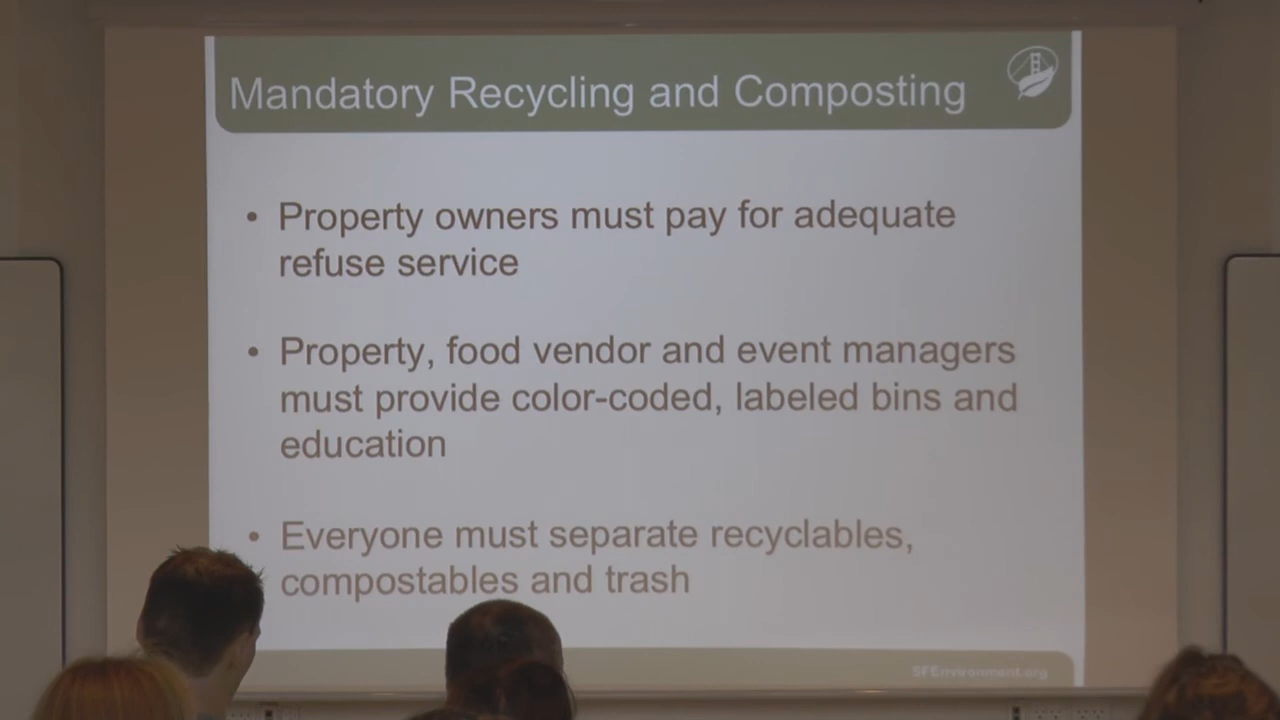 Mandatory Recycling and Composting
• Property owners must pay for adequate
refuse service
• Property, food vendor and event managers
must provide color-coded, labeled bins and
education
• Everyone must separate recyclables,
compostables and trash
SFEnvironment.org